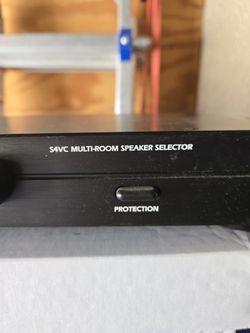 S4VC MULTI-ROOM SPEAKER SELECTOR
PROTECTION